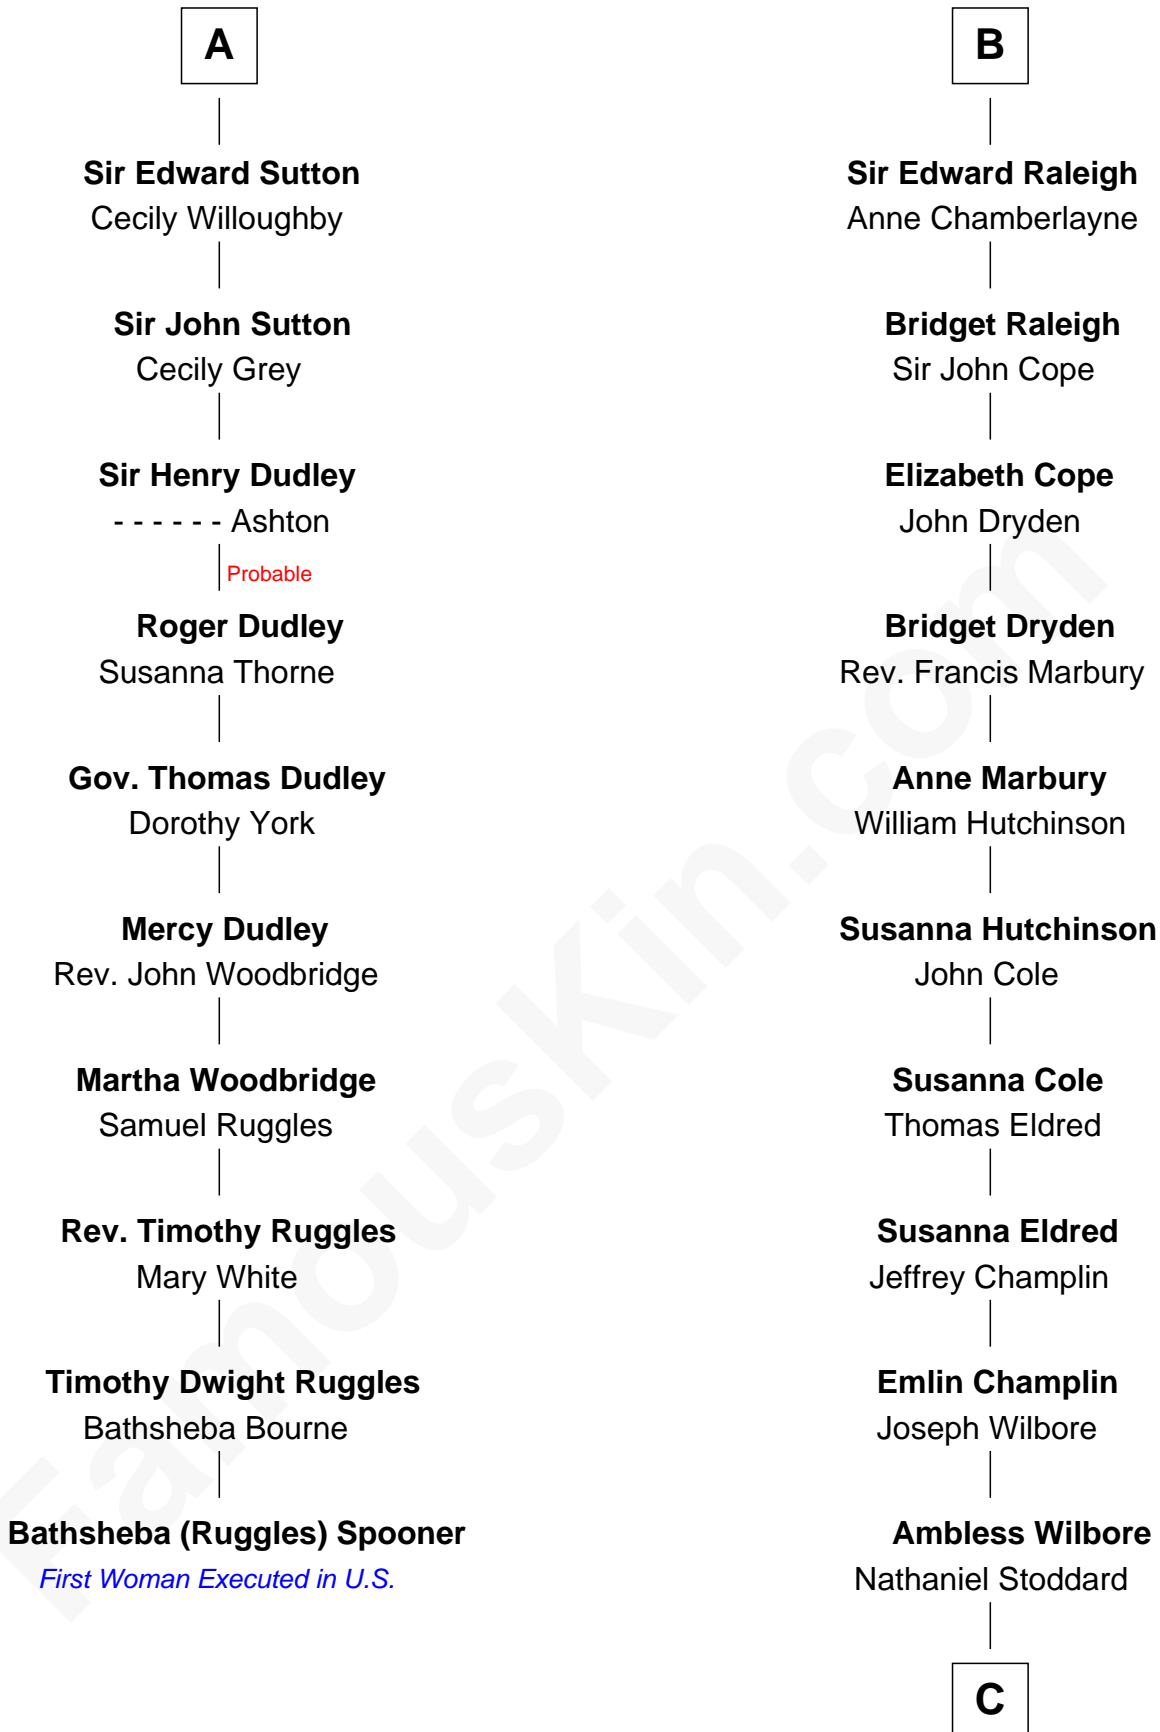 A
Sir Edward Sutton
Cecily Willoughby
Sir John Sutton
Cecily Grey
Sir Henry Dudley
- - - - - - Ashton
Probable
Roger Dudley
Susanna Thorne
Gov. Thomas Dudley
Dorothy York
Mercy Dudley
Rev. John Woodbridge
Martha Woodbridge
Samuel Ruggles
Rev. Timothy Ruggles
Mary White
Timothy Dwight Ruggles
Bathsheba Bourne
Bathsheba (Ruggles) Spooner
First Woman Executed in U.S.
B
Sir Edward Raleigh
Anne Chamberlayne
Bridget Raleigh
Sir John Cope
Elizabeth Cope
John Dryden
Bridget Dryden
Rev. Francis Marbury
Anne Marbury
William Hutchinson
Susanna Hutchinson
John Cole
Susanna Cole
Thomas Eldred
Susanna Eldred
Jeffrey Champlin
Emlin Champlin
Joseph Wilbore
Ambless Wilbore
Nathaniel Stoddard
C
FamousKin.com